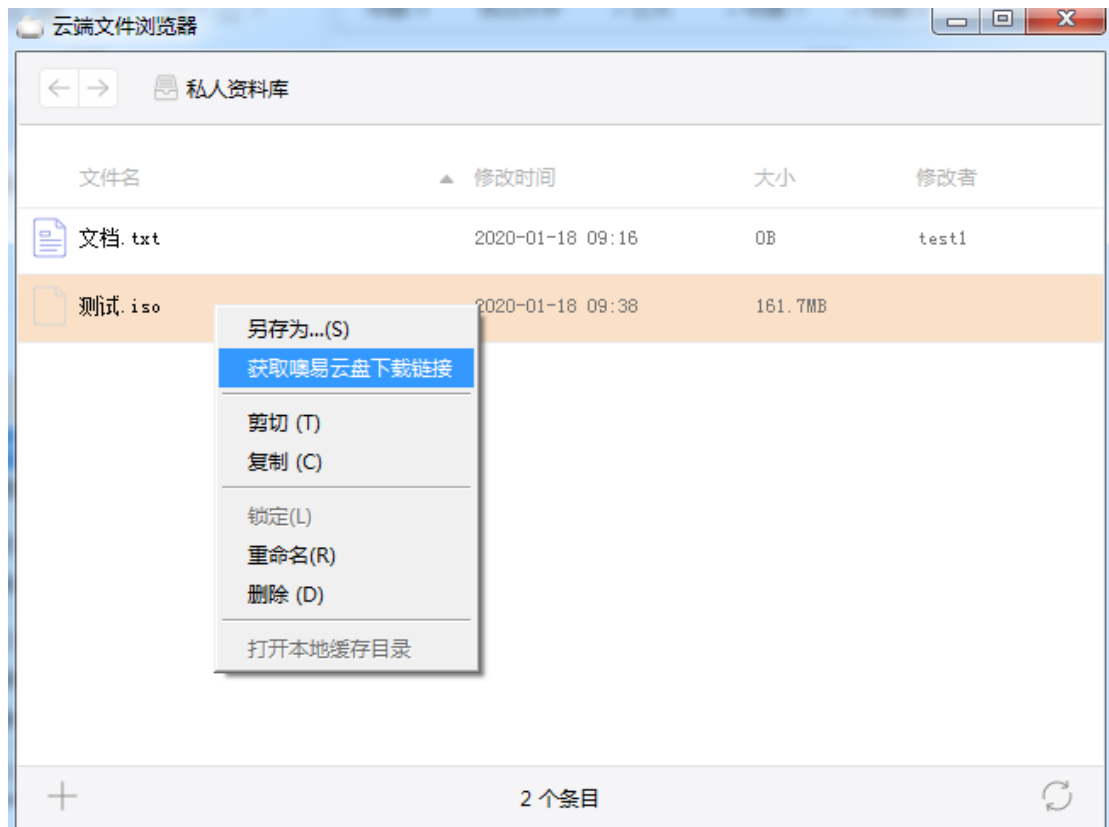 云端文件浏览器
私人资料库
文件名 修改时间 大小 修改者
文档.txt 2020-01-18 09:16 0B test1
测试.iso 2020-01-18 09:38 161.7MB
另存为...(S)
获取噢易云盘下载链接
剪切 (T)
复制 (C)
锁定(L)
重命名(R)
删除 (D)
打开本地缓存目录
2 个条目